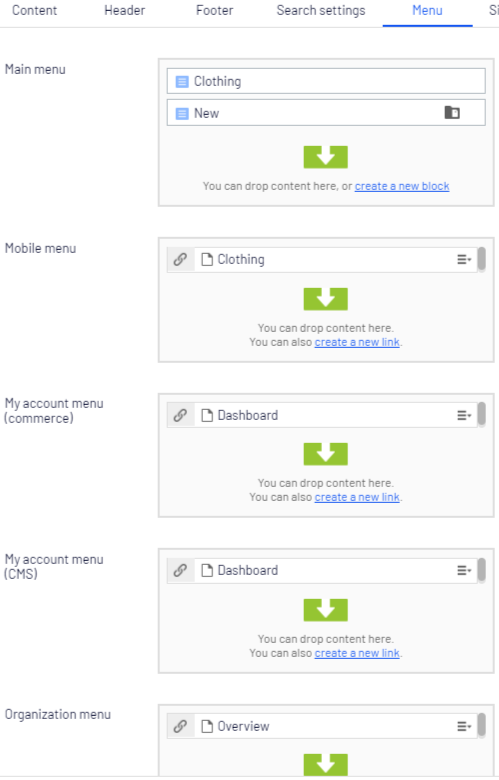 Content Header Footer Search settings Menu Si
Main menu
Clothing
New
You can drop content here, or create a new block
Mobile menu
Clothing
You can drop content here.
You can also create a new link.
My account menu
(commerce)
Dashboard
You can drop content here.
You can also create a new link.
My account menu
(CMS)
Dashboard
You can drop content here.
You can also create a new link.
Organization menu
Overview